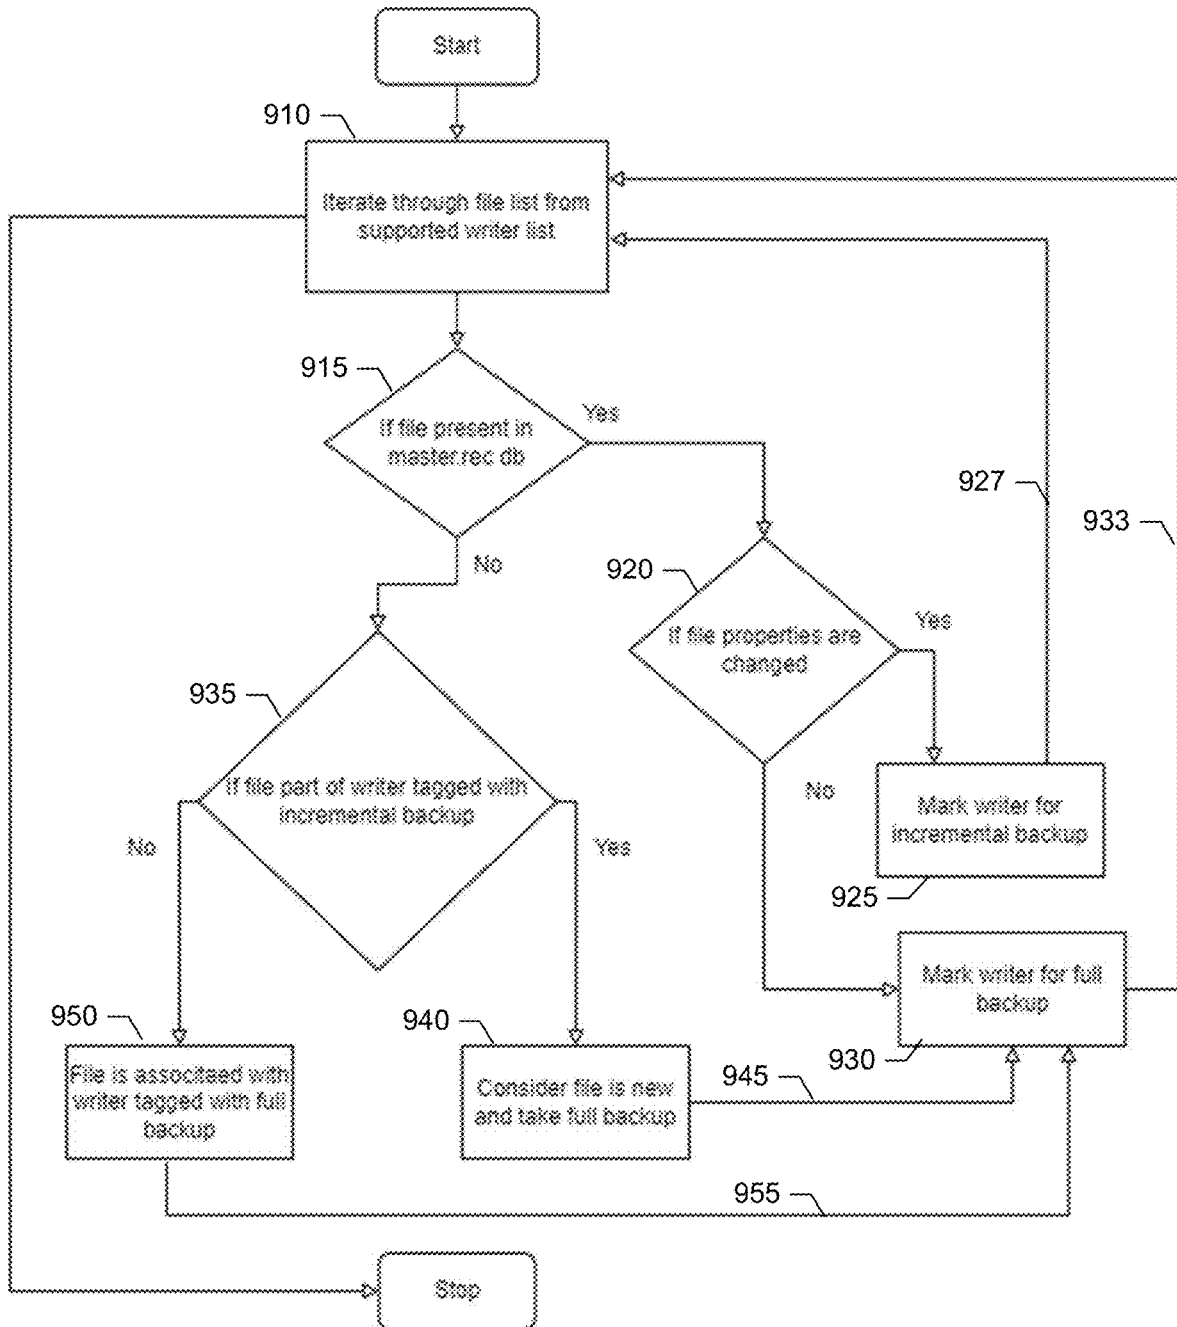 Start
910
Iterate through file list from
supported writer list
915
If file present in
master.rec db
Yes
927
933
No
920
If file properties are
changed
Yes
935
If file part of writer tagged with
incremental backup
No
Mark writer for
incremental backup
No
Yes
925
Mark writer for full
backup
950
940
930
File is associtaed with
writer tagged with full
backup
Consider file is new
and take full backup
945
955
Stop